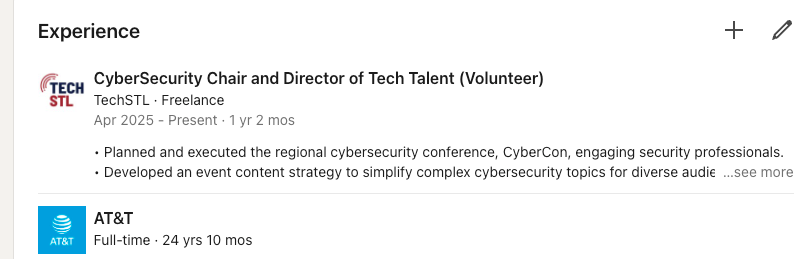 Experience
TECH
STL
CyberSecurity Chair and Director of Tech Talent (Volunteer)
TechSTL · Freelance
Apr 2025 - Present · 1 yr 2 mos
• Planned and executed the regional cybersecurity conference, CyberCon, engaging security professionals.
• Developed an event content strategy to simplify complex cybersecurity topics for diverse audie ...see more
AT&T
AT&T
Full-time · 24 yrs 10 mos